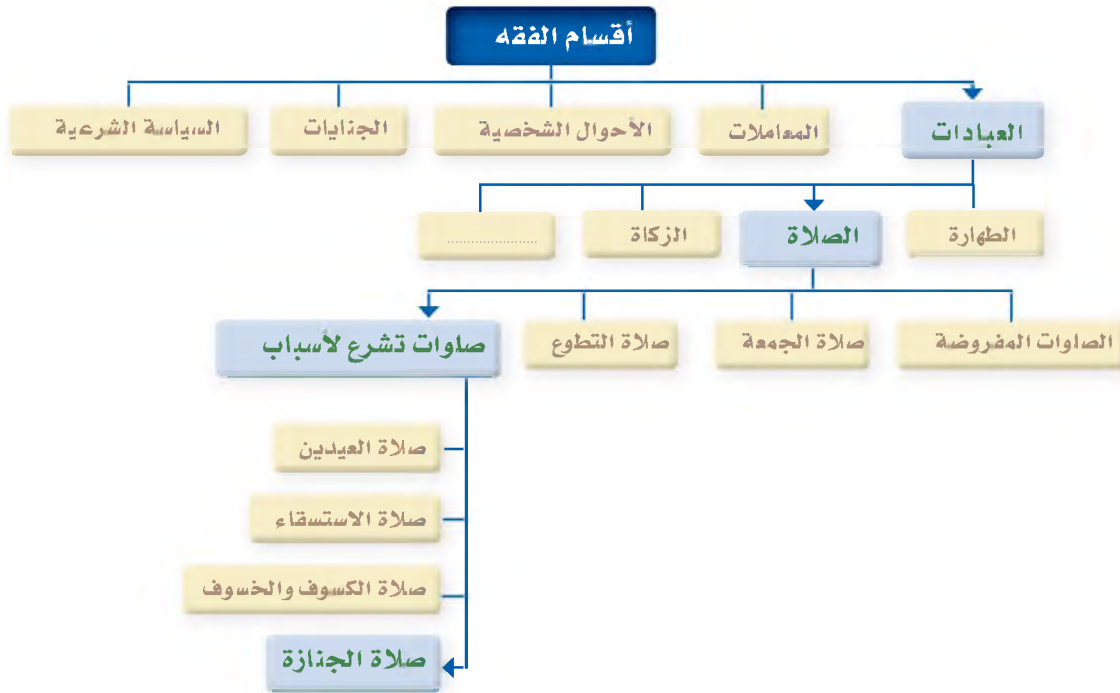 أقسام الفقه
العبادات
المعاملات
الأحوال الشخصية
الجنايات
السياسة الشرعية
الطهارة
الصلاة
الزكاة
......................
الصلوات المفروضة
صلاة الجمعة
صلاة التطوع
صلوات تشرع لأسباب
صلاة العيدين
صلاة الاستسقاء
صلاة الكسوف والخسوف
صلاة الجنازة